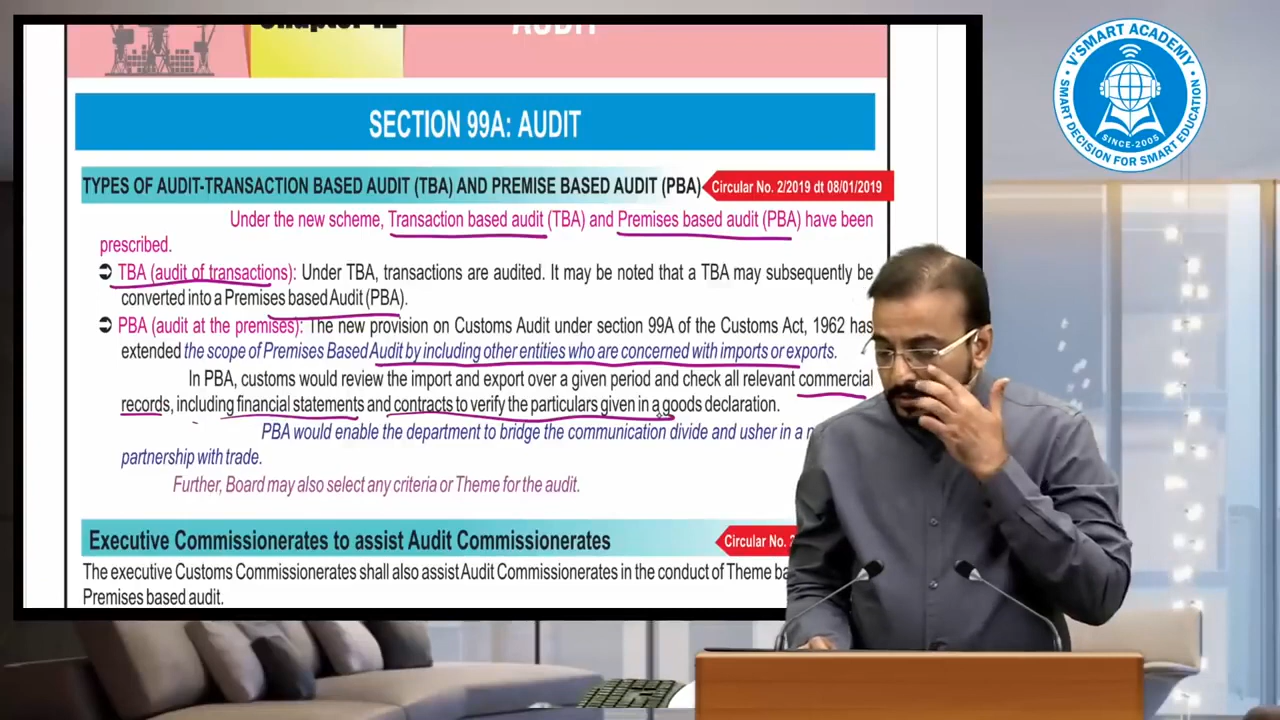 AUDIT
SECTION 99A: AUDIT
TYPES OF AUDIT-TRANSACTION BASED AUDIT (TBA) AND PREMISE BASED AUDIT (PBA)
Circular No. 2/2019 dt 08/01/2019
Under the new scheme, Transaction based audit (TBA) and Premises based audit (PBA) have been
prescribed.
➲ TBA (audit of transactions): Under TBA, transactions are audited. It may be noted that a TBA may subsequently be
converted into a Premises based Audit (PBA).
➲ PBA (audit at the premises): The new provision on Customs Audit under section 99A of the Customs Act, 1962 has
extended the scope of Premises Based Audit by including other entities who are concerned with imports or exports.
In PBA, customs would review the import and export over a given period and check all relevant commercial
records, including financial statements and contracts to verify the particulars given in a goods declaration.
PBA would enable the department to bridge the communication divide and usher in a
partnership with trade.
Further, Board may also select any criteria or Theme for the audit.
Executive Commissionerates to assist Audit Commissionerates
Circular No.
The executive Customs Commissionerates shall also assist Audit Commissionerates in the conduct of Theme
Premises based audit.
V'SMART ACADEMY
SINCE-2005
SMART DECISION FOR SMART EDUCATION